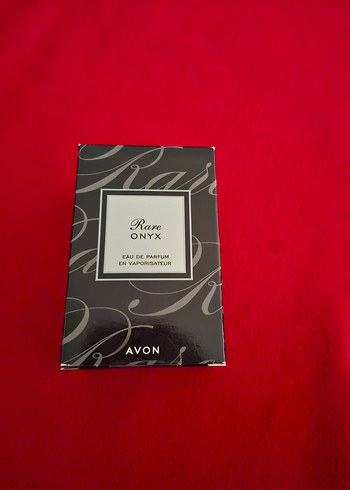 Rare
ONYX
EAU DE PARFUM
EN VAPORISATEUR
AVON